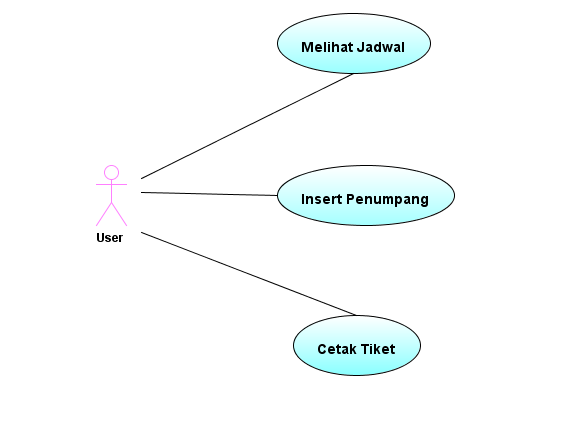 Melihat Jadwal
Insert Penumpang
User
Cetak Tiket